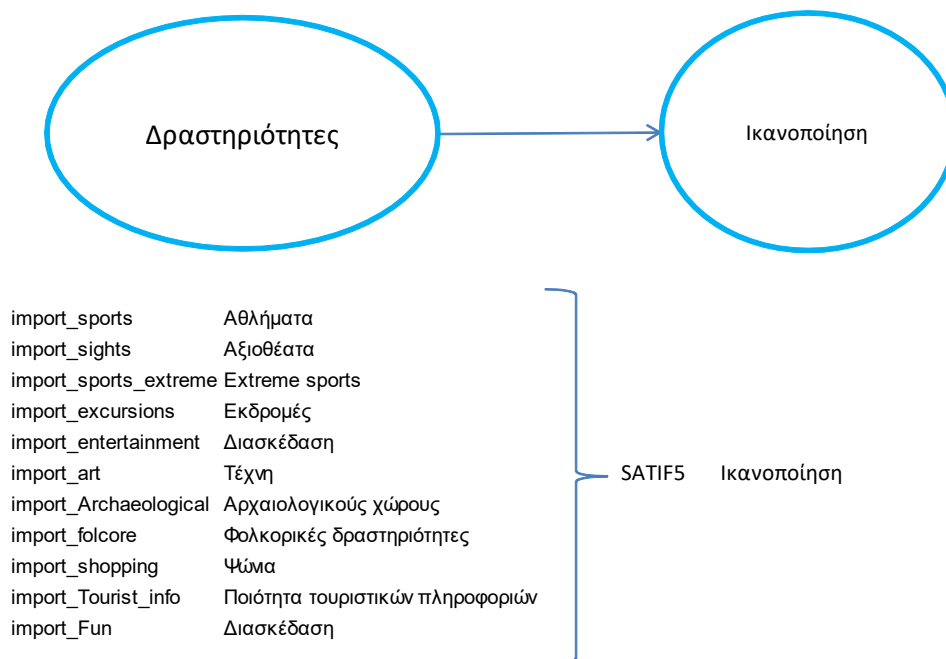 Δραστηριότητες
Ικανοποίηση
import_sports Αθλήματα
import_sights Αξιοθέατα
import_sports_extreme Extreme sports
import_excursions Εκδρομές
import_entertainment Διασκέδαση
import_art Τέχνη
SATIF5 Ικανοποίηση
import_Archaeological Αρχαιολογικούς χώρους
import_folcore Φολκορικές δραστηριότητες
import_shopping Ψώνια
import_Tourist_info Ποιότητα τουριστικών πληροφοριών
import_Fun Διασκέδαση